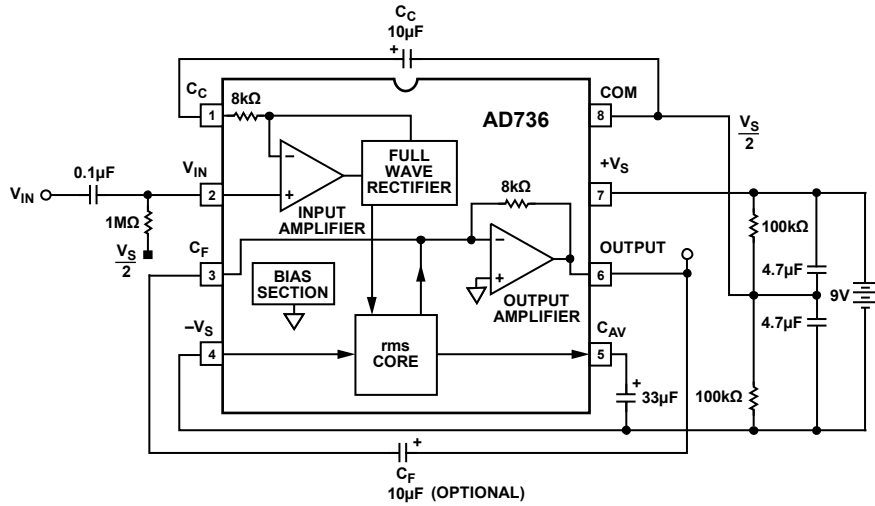 C_C
10µF
+
C_C
1
8kΩ
AD736
COM
8
V_S
2
0.1µF
V_IN
V_IN
2
−
+
INPUT
AMPLIFIER
FULL
WAVE
RECTIFIER
8kΩ
+V_S
7
1MΩ
V_S
2
C_F
3
BIAS
SECTION
−
+
OUTPUT
AMPLIFIER
OUTPUT
6
100kΩ
4.7µF
4.7µF
9V
−V_S
4
rms
CORE
C_AV
5
+
33µF
100kΩ
+
C_F
10µF (OPTIONAL)